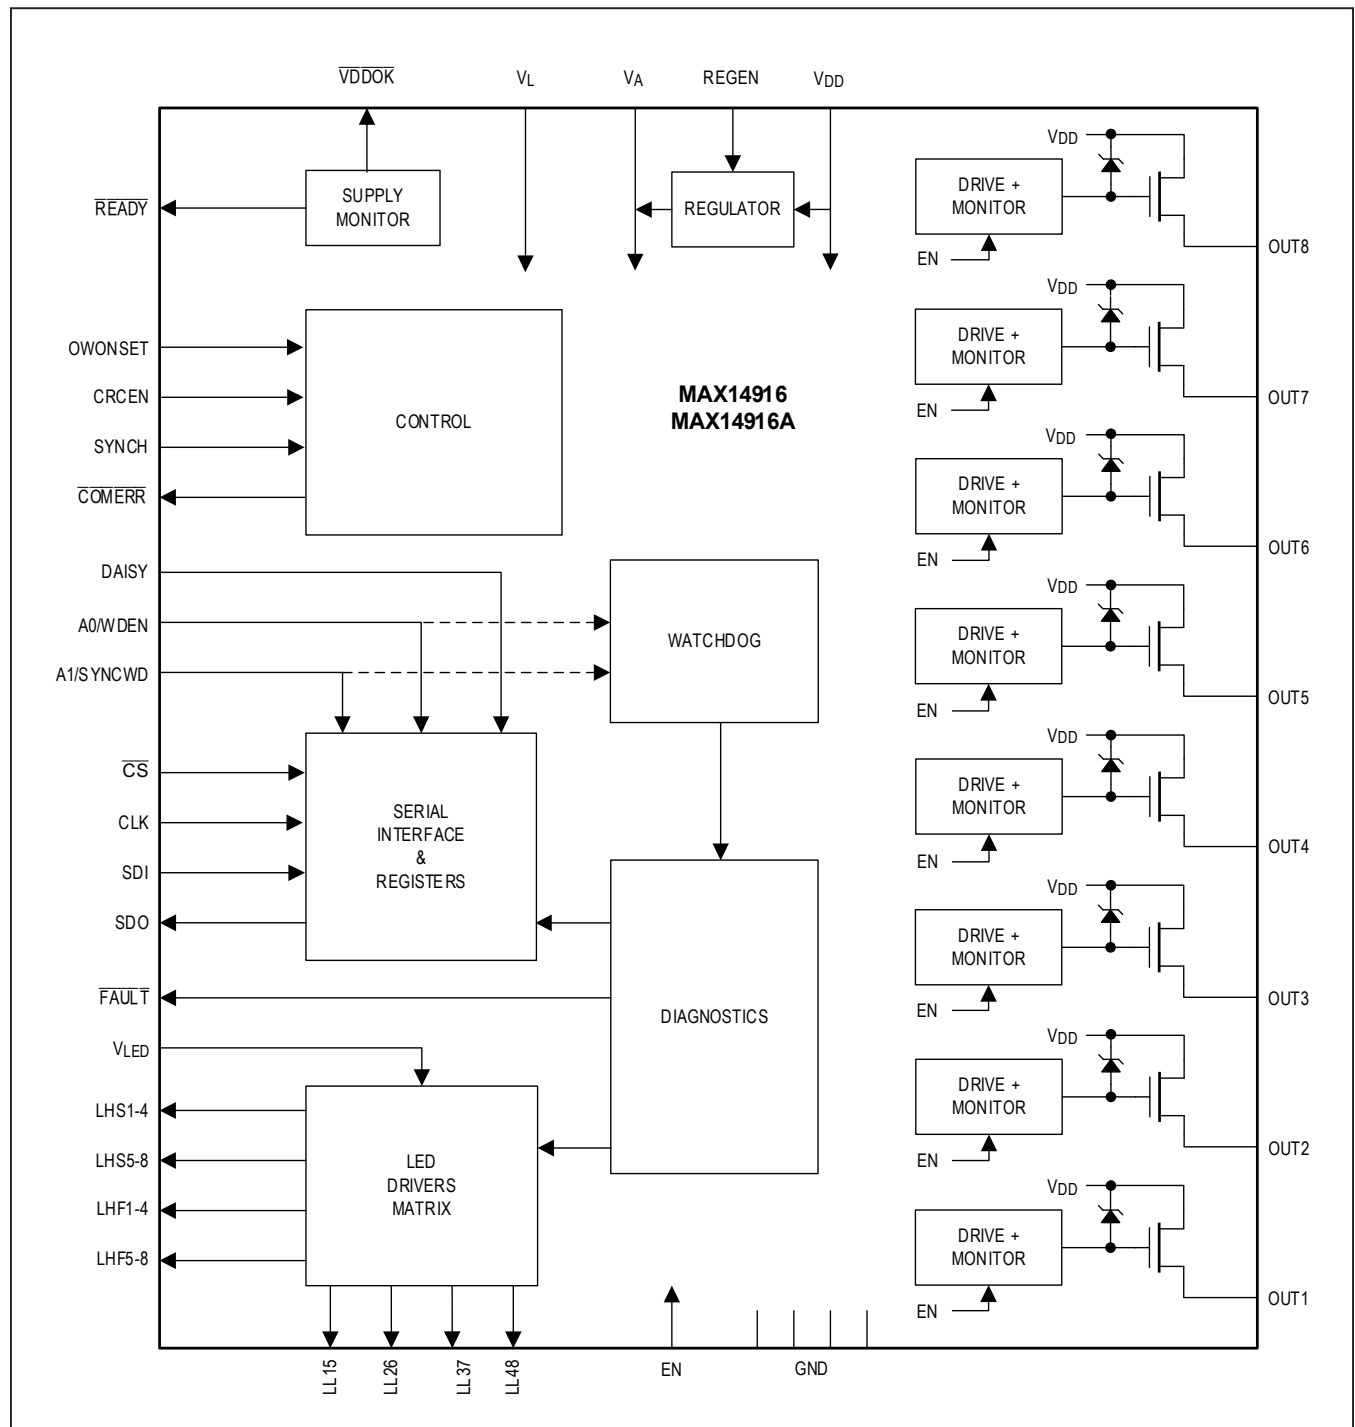 VDDOK
VL
VA
REGEN
VDD
READY
SUPPLY
MONITOR
REGULATOR
VDD
DRIVE +
MONITOR
EN
OUT8
VDD
DRIVE +
MONITOR
EN
OUT7
OWONSET
CRCEN
SYNCH
COMERR
CONTROL
MAX14916
MAX14916A
VDD
DRIVE +
MONITOR
EN
OUT6
DAISY
A0/WDEN
A1/SYNCWD
WATCHDOG
VDD
DRIVE +
MONITOR
EN
OUT5
CS
CLK
SDI
SDO
SERIAL
INTERFACE
&
REGISTERS
VDD
DRIVE +
MONITOR
EN
OUT4
FAULT
DIAGNOSTICS
VDD
DRIVE +
MONITOR
EN
OUT3
VLED
LHS1-4
LHS5-8
LHF1-4
LHF5-8
LED
DRIVERS
MATRIX
VDD
DRIVE +
MONITOR
EN
OUT2
VDD
DRIVE +
MONITOR
EN
OUT1
LL15
LL26
LL37
LL48
EN
GND